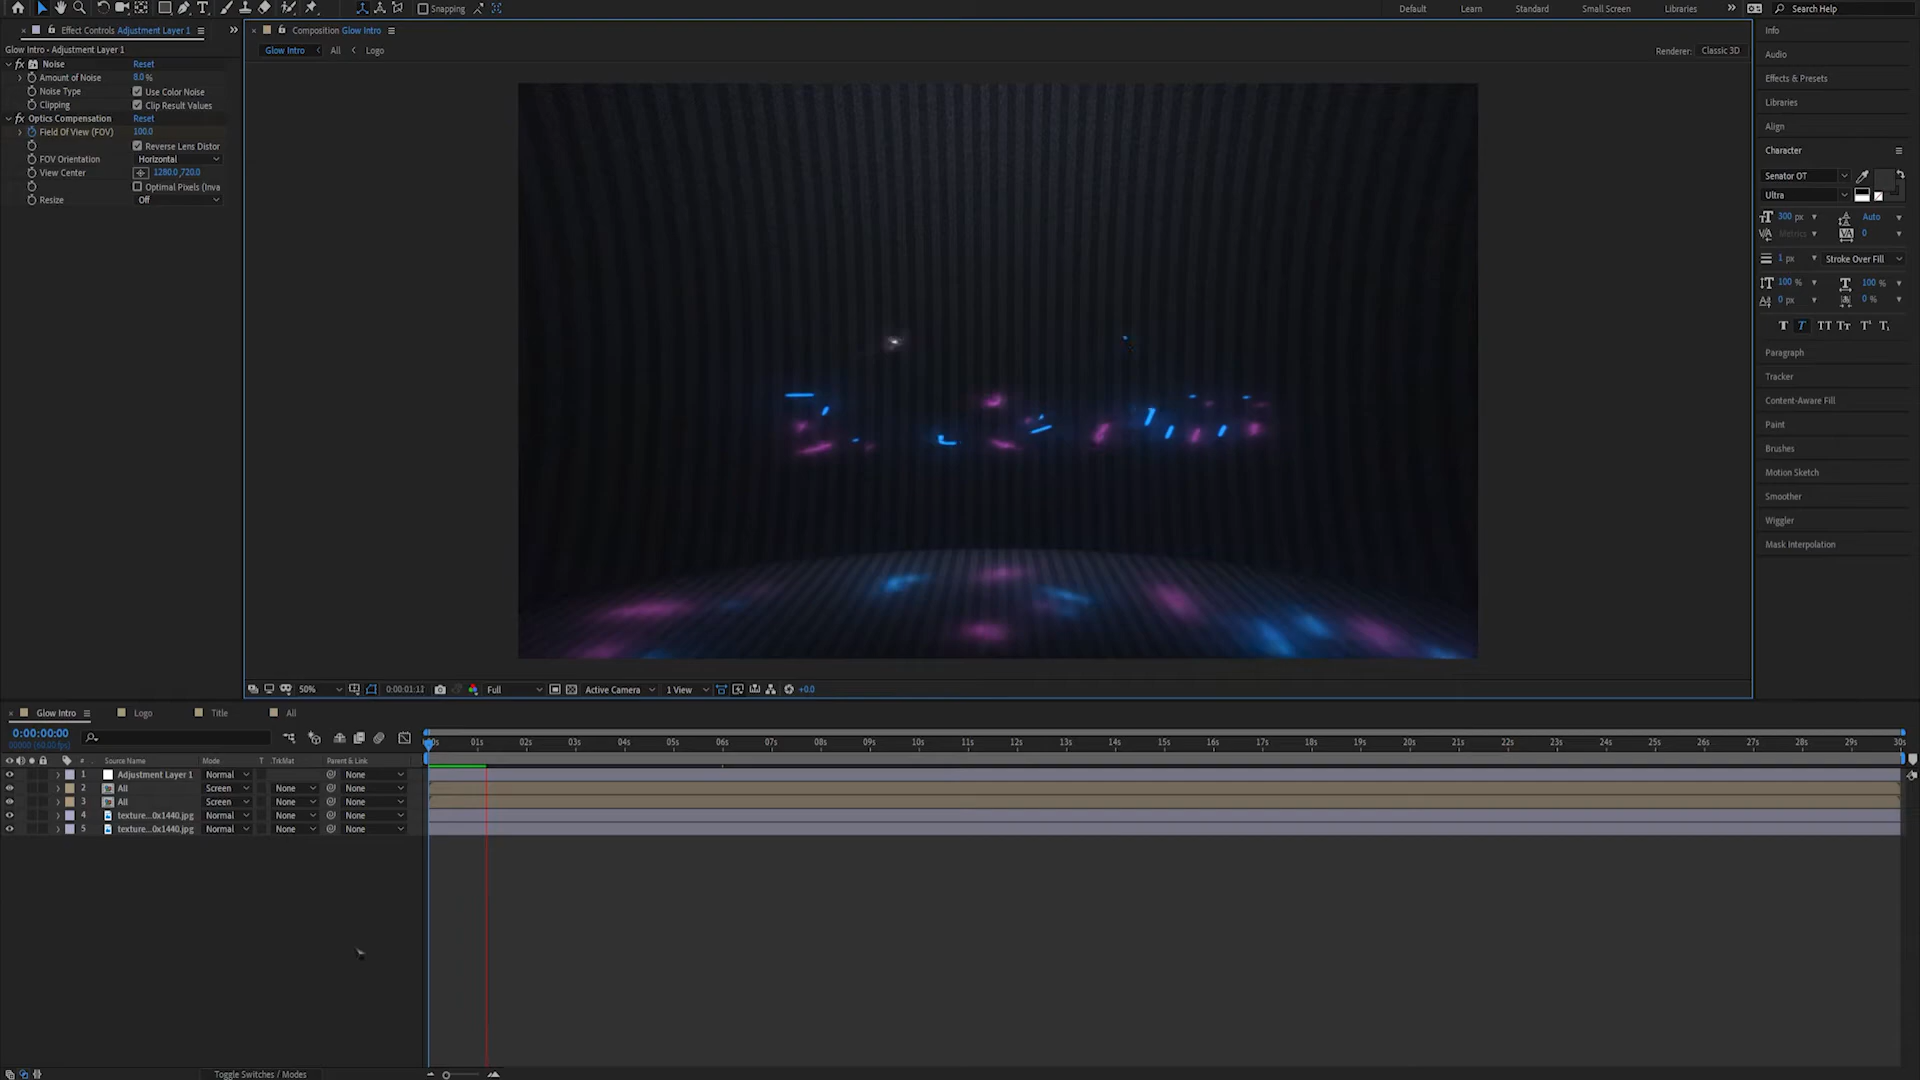 Snapping
Default
Learn
Standard
Small Screen
Libraries
Search Help
Effect Controls Adjustment Layer 1
Glow Intro • Adjustment Layer 1
fx Noise Reset
Amount of Noise 8.0 %
Noise Type Use Color Noise
Clipping Clip Result Values
fx Optics Compensation Reset
Field Of View (FOV) 100.0
Reverse Lens Distor
FOV Orientation Horizontal
View Center 1280.0,720.0
Optimal Pixels (Inva
Resize Off
Composition Glow Intro
Glow Intro All Logo
Renderer: Classic 3D
50% 0:00:01:11 Full Active Camera 1 View +0.0
Info
Audio
Effects & Presets
Libraries
Align
Character
Senator OT
Ultra
300 px Auto
Metrics 0
1 px Stroke Over Fill
100 % 100 %
0 px 0 %
T T TT Tт T¹ T₁
Paragraph
Tracker
Content-Aware Fill
Paint
Brushes
Motion Sketch
Smoother
Wiggler
Mask Interpolation
Glow Intro Logo Title All
0:00:00:00
00000 (60.00 fps)
# Source Name Mode T .TrkMat Parent & Link
1 Adjustment Layer 1 Normal None
2 All Screen None None
3 All Screen None None
4 texture...0x1440.jpg Normal None None
5 texture...0x1440.jpg Normal None None
01s 02s 03s 04s 05s 06s 07s 08s 09s 10s 11s 12s 13s 14s 15s 16s 17s 18s 19s 20s 21s 22s 23s 24s 25s 26s 27s 28s 29s 30s
Toggle Switches / Modes